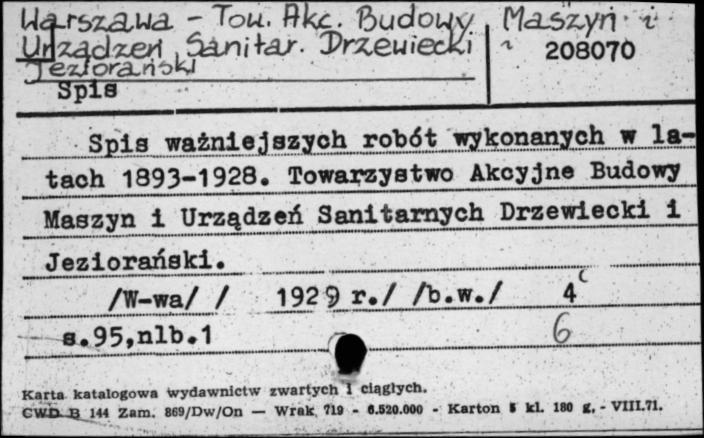 Warszawa - Tow. Akc. Budowy Maszyn i
Urządzeń Sanitar. Drzewiecki i 208070
Jeziorański
Spis
Spis ważniejszych robót wykonanych w la-
tach 1893-1928. Towarzystwo Akcyjne Budowy
Maszyn i Urządzeń Sanitarnych Drzewiecki i
Jeziorański.
/W-wa/ / 1929 r./ /b.w./ 4c
s.95,nlb.1 6
Karta katalogowa wydawnictw zwartych i ciągłych.
CWD B 144 Zam. 869/Dw/On — Wrak 719 - 6.520.000 - Karton 5 kl. 180 g. - VIII.71.